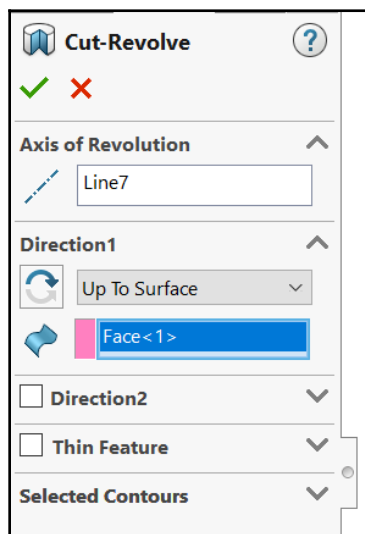 Cut-Revolve
?
Axis of Revolution
Line7
Direction1
Up To Surface
Face<1>
Direction2
Thin Feature
Selected Contours